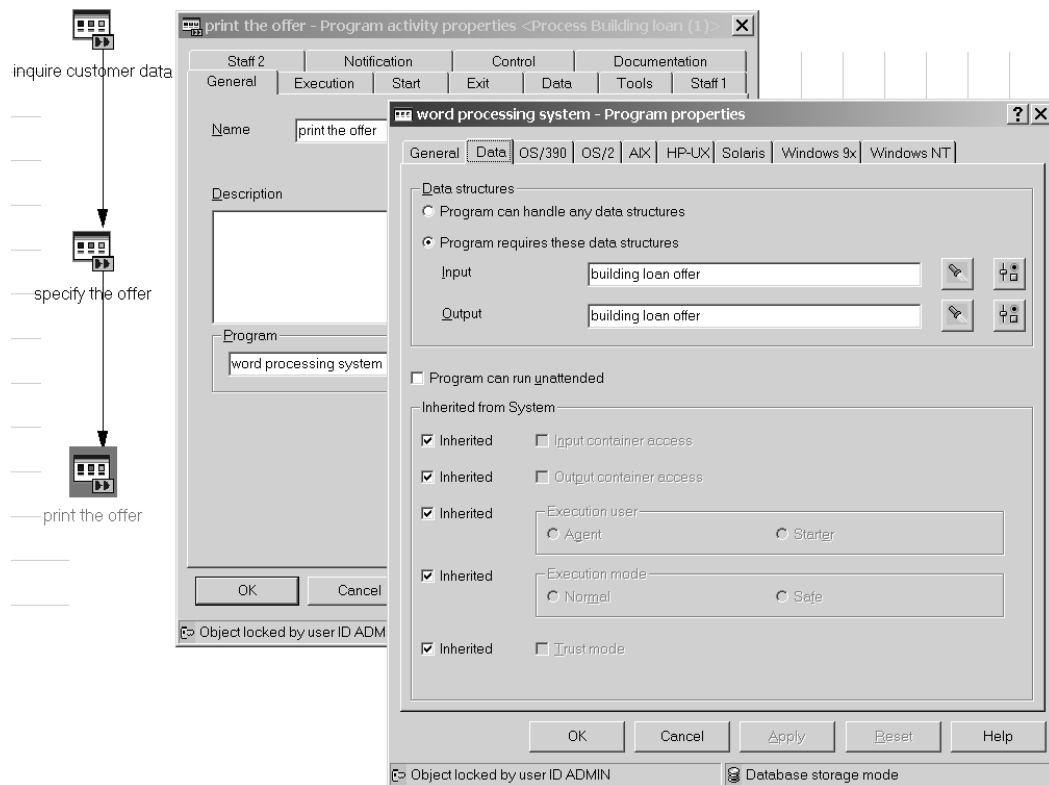 inquire customer data
specify the offer
print the offer
print the offer - Program activity properties <Process Building loan (1)>
Staff 2 Notification Control Documentation
General Execution Start Exit Data Tools Staff 1
Name print the offer
Description
Program
word processing system
OK Cancel
Object locked by user ID ADM
word processing system - Program properties
General Data OS/390 OS/2 AIX HP-UX Solaris Windows 9x Windows NT
Data structures
Program can handle any data structures
Program requires these data structures
Input building loan offer
Output building loan offer
Program can run unattended
Inherited from System
Inherited Input container access
Inherited Output container access
Inherited Execution user
Agent Starter
Inherited Execution mode
Normal Safe
Inherited Trust mode
OK Cancel Apply Reset Help
Object locked by user ID ADMIN Database storage mode